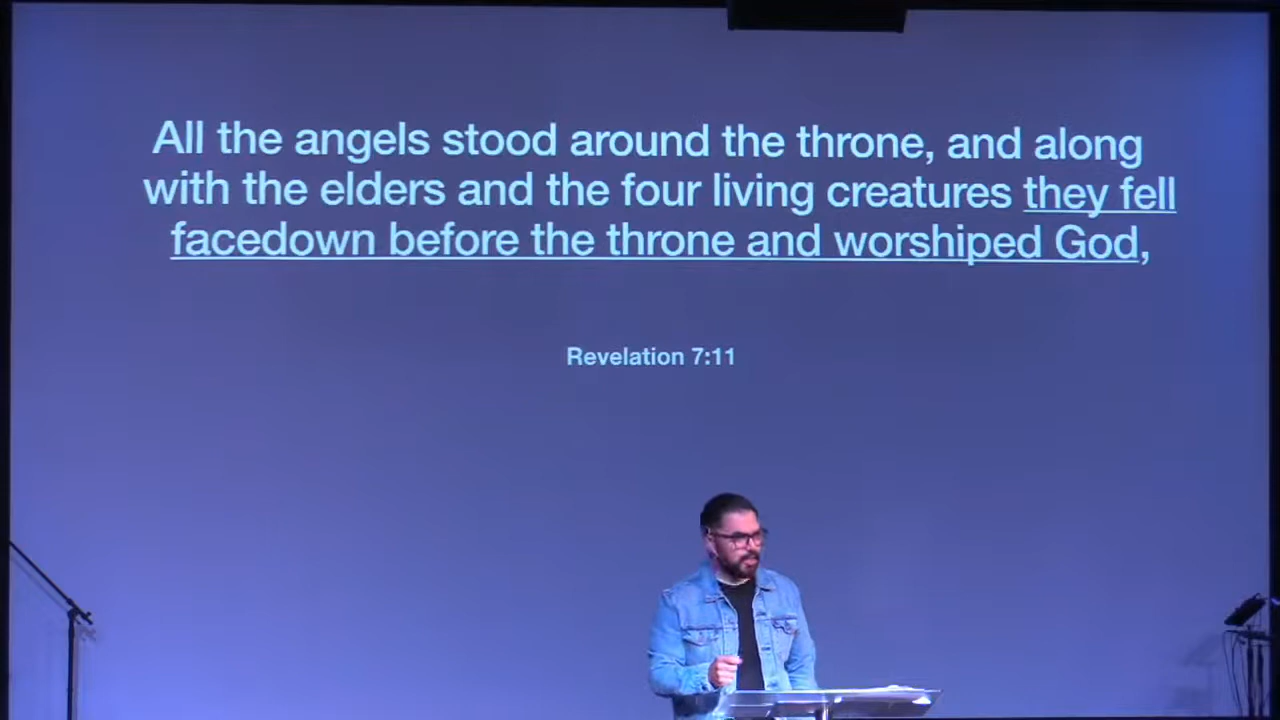 All the angels stood around the throne, and along
with the elders and the four living creatures they fell
facedown before the throne and worshiped God,
Revelation 7:11